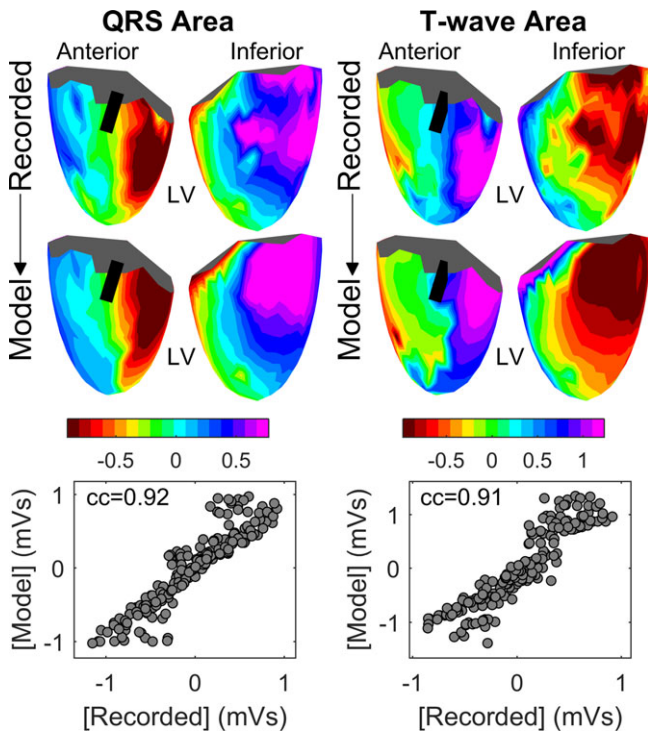 QRS Area
T-wave Area
Anterior
Inferior
Anterior
Inferior
Recorded
Model
LV
LV
Recorded
Model
LV
LV
-0.5 0 0.5
-0.5 0 0.5 1
cc=0.92
1
0
-1
[Model] (mVs)
-1 0 1
[Recorded] (mVs)
cc=0.91
1
0
-1
[Model] (mVs)
-1 0 1
[Recorded] (mVs)